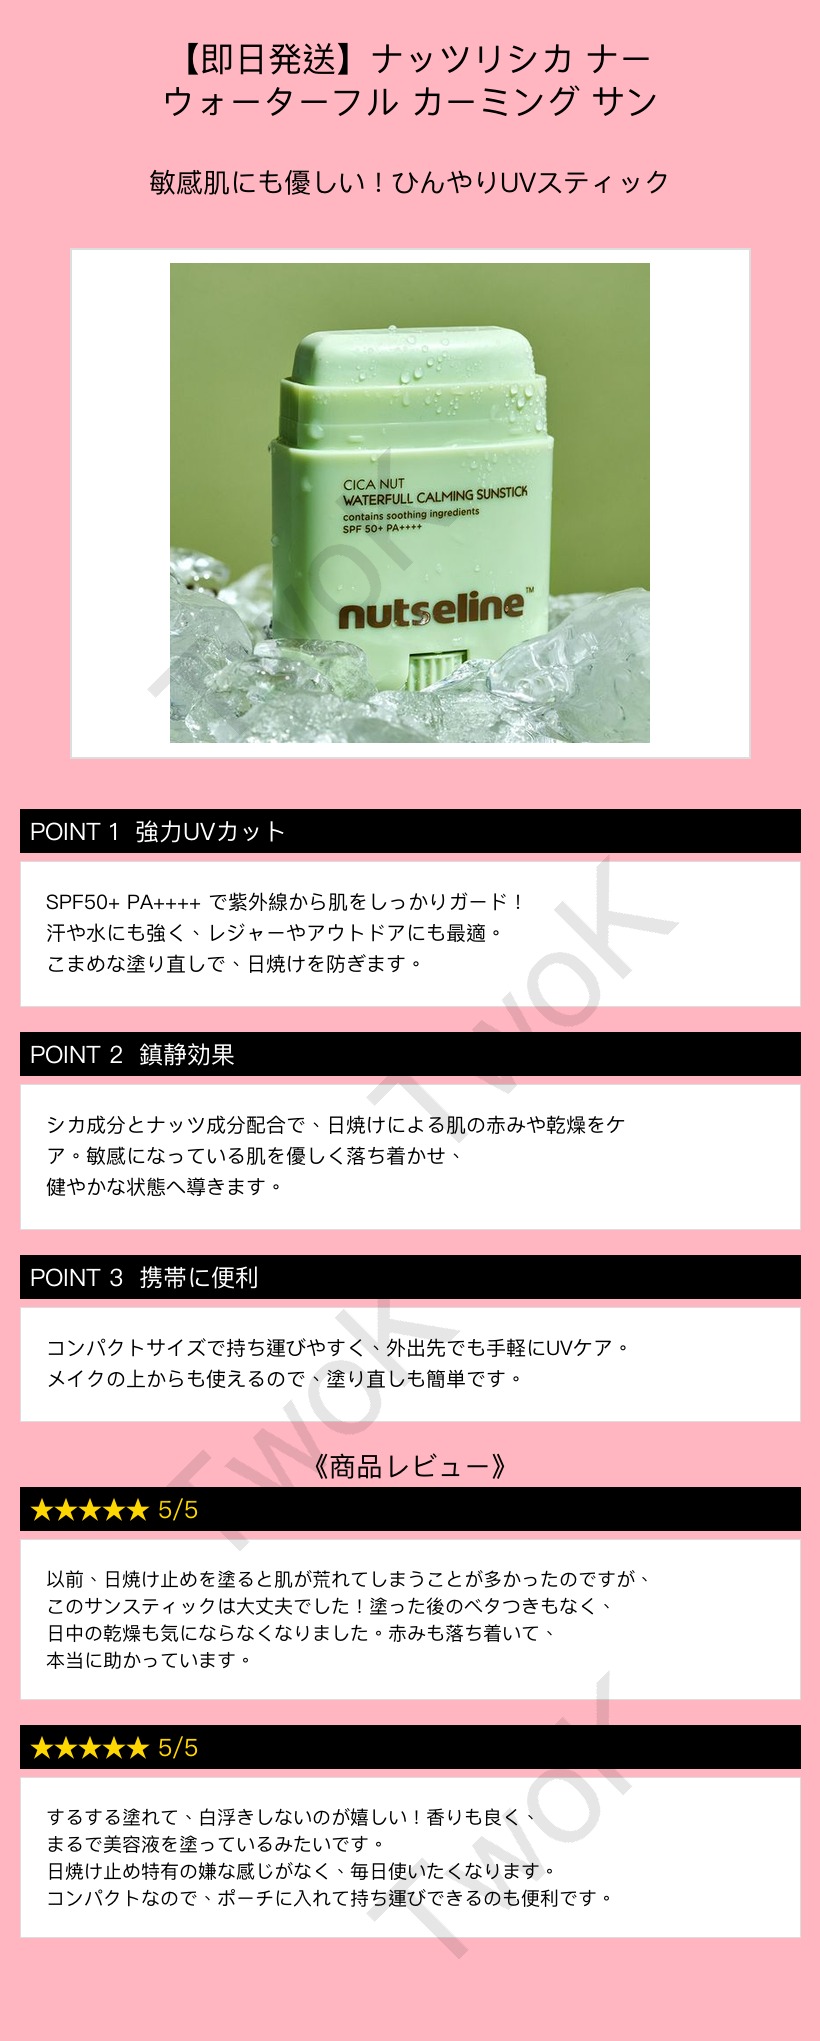 【即日発送】ナッツリシカ ナー
ウォーターフル カーミング サン
敏感肌にも優しい！ひんやりUVスティック
CICA NUT
WATERFULL CALMING SUNSTICK
contains soothing ingredients
SPF 50+ PA++++
nutseline™
POINT 1 強力UVカット
SPF50+ PA++++ で紫外線から肌をしっかりガード！
汗や水にも強く、レジャーやアウトドアにも最適。
こまめな塗り直しで、日焼けを防ぎます。
POINT 2 鎮静効果
シカ成分とナッツ成分配合で、日焼けによる肌の赤みや乾燥をケ
ア。敏感になっている肌を優しく落ち着かせ、
健やかな状態へ導きます。
POINT 3 携帯に便利
コンパクトサイズで持ち運びやすく、外出先でも手軽にUVケア。
メイクの上からも使えるので、塗り直しも簡単です。
《商品レビュー》
★★★★★ 5/5
以前、日焼け止めを塗ると肌が荒れてしまうことが多かったのですが、
このサンスティックは大丈夫でした！塗った後のベタつきもなく、
日中の乾燥も気にならなくなりました。赤みも落ち着いて、
本当に助かっています。
★★★★★ 5/5
するする塗れて、白浮きしないのが嬉しい！香りも良く、
まるで美容液を塗っているみたいです。
日焼け止め特有の嫌な感じがなく、毎日使いたくなります。
コンパクトなので、ポーチに入れて持ち運びできるのも便利です。
TwoK
TwoK
TwoK
TwoK